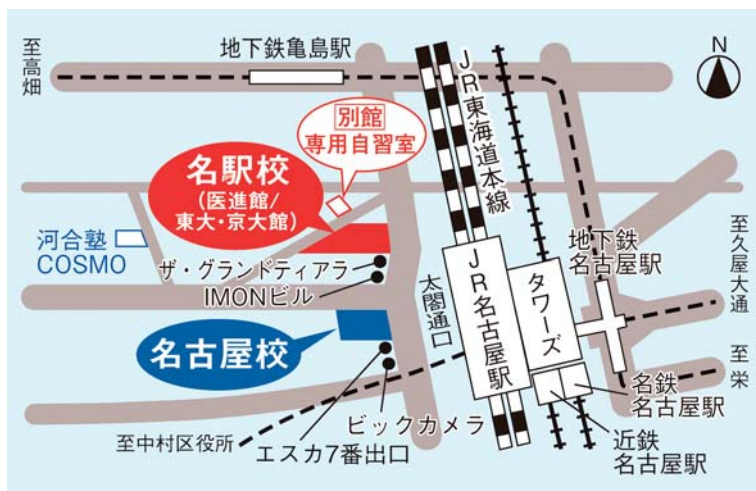 至高畑
地下鉄亀島駅
N
JR東海道本線
別館
専用自習室
名駅校
(医進館/
東大・京大館)
河合塾
COSMO
ザ・グランドティアラ
IMONビル
太閤通口
JR名古屋駅
タワーズ
地下鉄
名古屋駅
至久屋大通
名古屋校
至栄
名鉄
名古屋駅
ビックカメラ
至中村区役所
エスカ7番出口
近鉄
名古屋駅